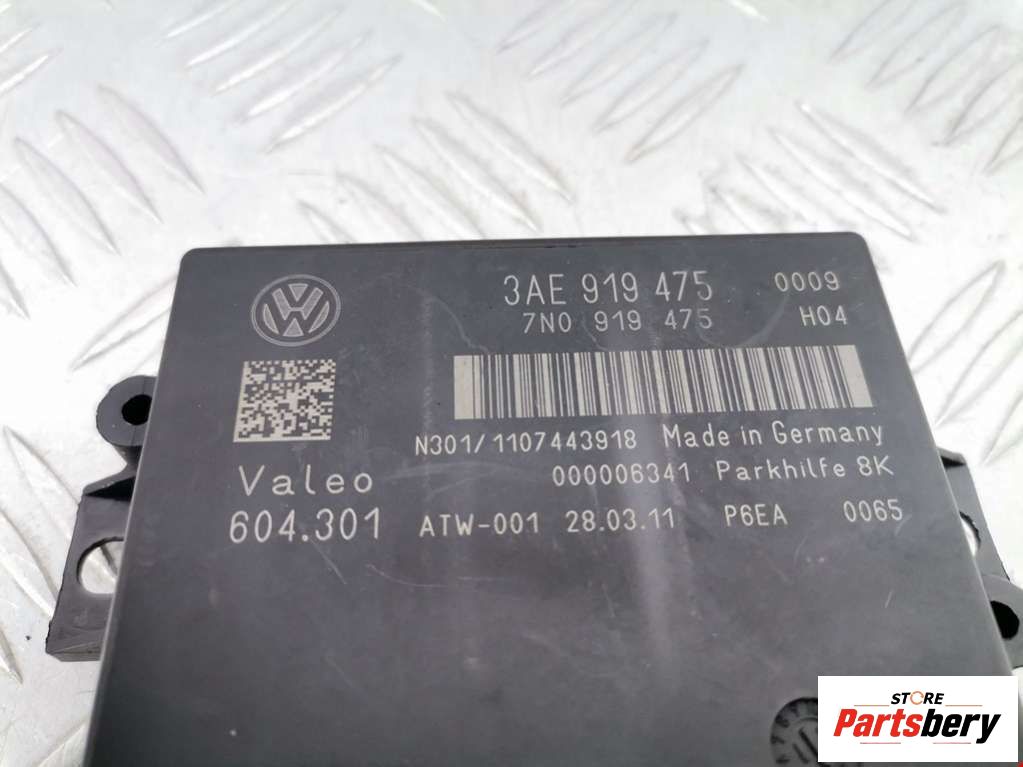 3AE 919 475 0009
7N0 919 475 H04
N301/1107443918 Made in Germany
Valeo 000006341 Parkhilfe 8K
604.301 ATW-001 28.03.11 P6EA 0065
STORE
Partsbery